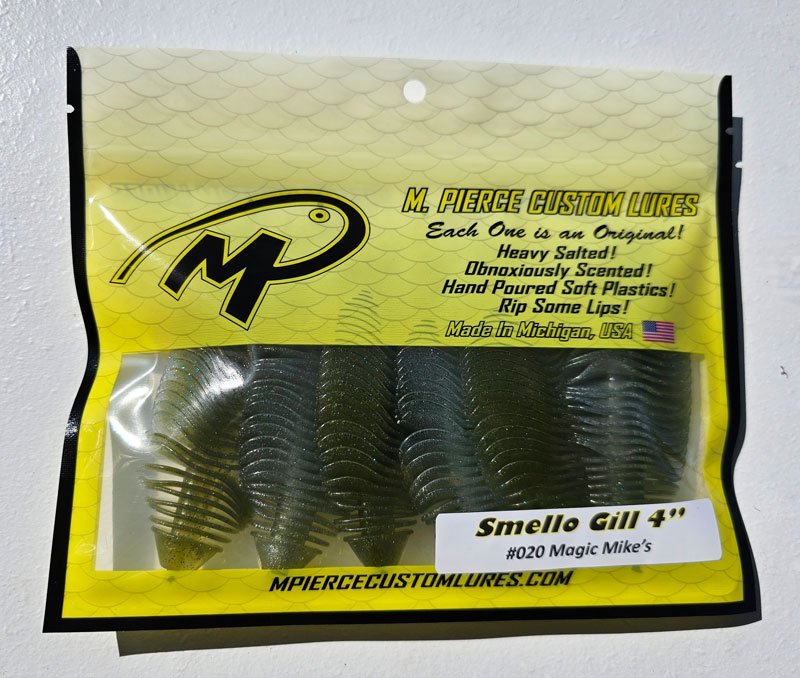 MP
M. PIERCE CUSTOM LURES
Each One is an Original!
Heavy Salted!
Obnoxiously Scented!
Hand Poured Soft Plastics!
Rip Some Lips!
Made In Michigan, USA
Smello Gill 4"
#020 Magic Mike's
MPIERCECUSTOMLURES.COM